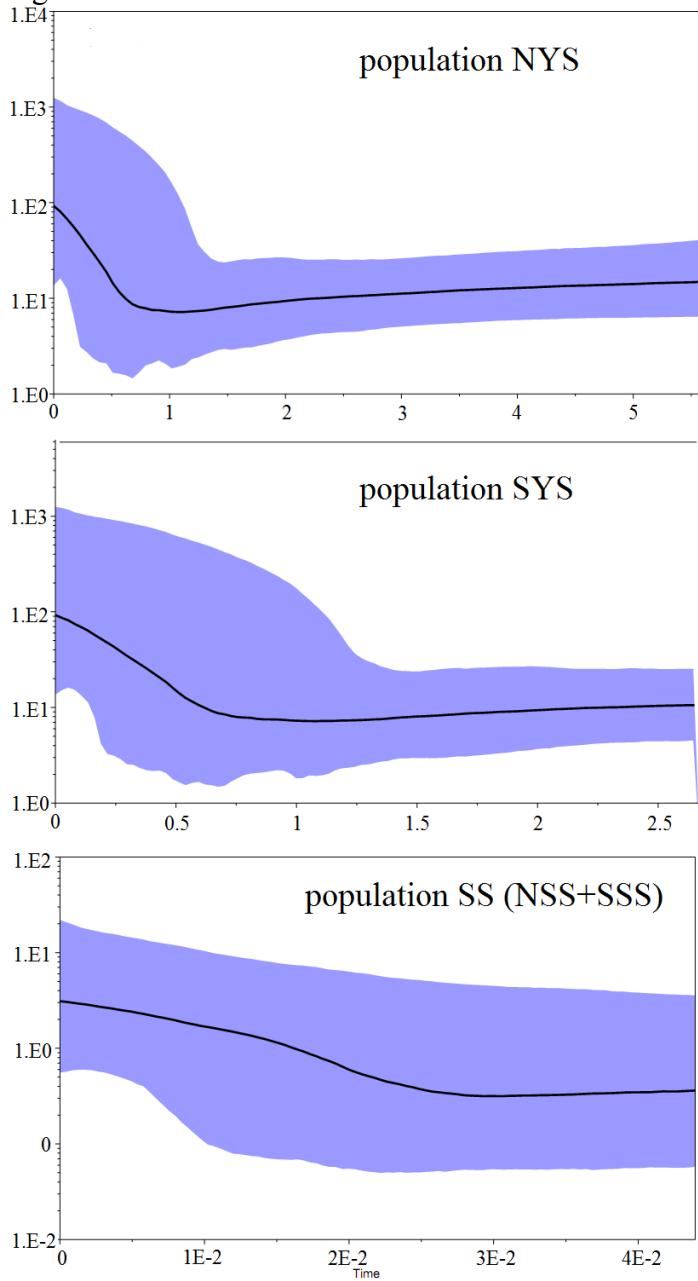 g
1.E4
population NYS
1.E3
1.E2
1.E1
1.E0
0 1 2 3 4 5
population SYS
1.E3
1.E2
1.E1
1.E0
0 0.5 1 1.5 2 2.5
1.E2
population SS (NSS+SSS)
1.E1
1.E0
0
1.E-2
0 1E-2 2E-2 3E-2 4E-2
Time